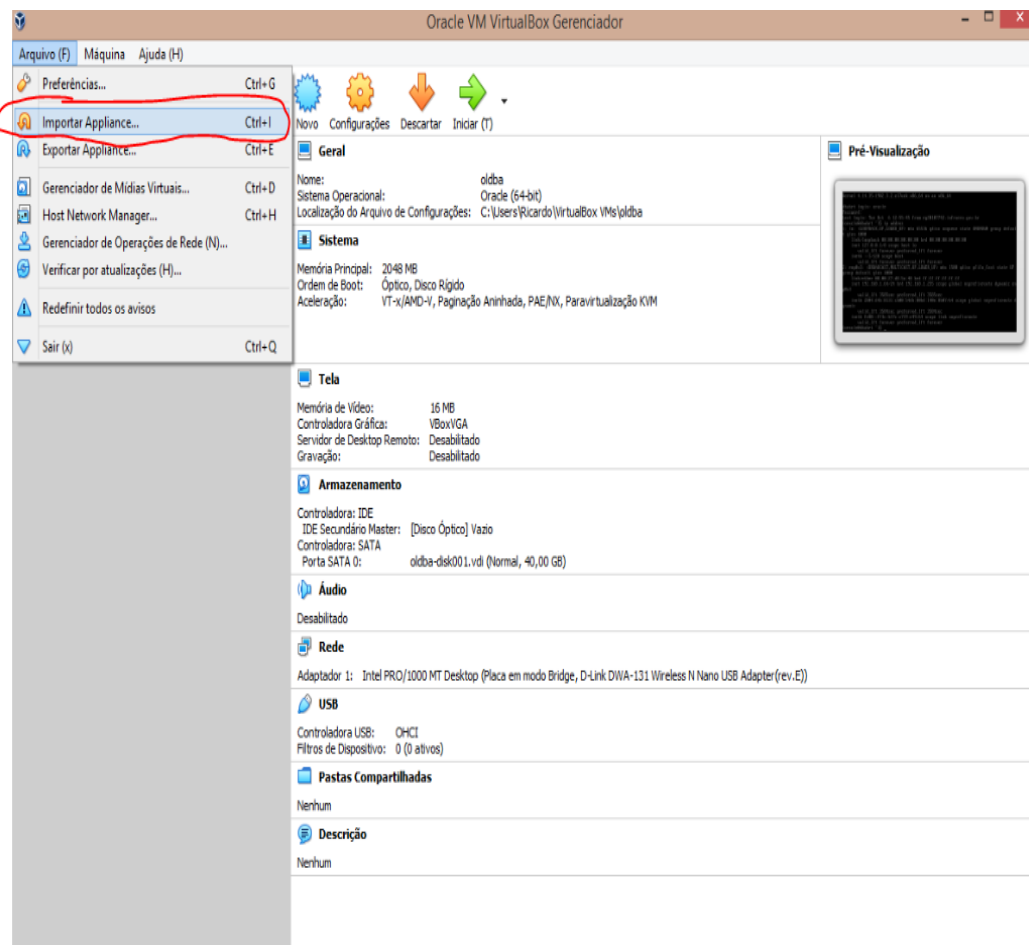 Oracle VM VirtualBox Gerenciador
Arquivo (F) Máquina Ajuda (H)
Preferências... Ctrl+G
Importar Appliance... Ctrl+I
Exportar Appliance... Ctrl+E
Gerenciador de Mídias Virtuais... Ctrl+D
Host Network Manager... Ctrl+H
Gerenciador de Operações de Rede (N)...
Verificar por atualizações (H)...
Redefinir todos os avisos
Sair (x) Ctrl+Q
Novo Configurações Descartar Iniciar (T)
Geral
Nome: oldba
Sistema Operacional: Oracle (64-bit)
Localização do Arquivo de Configurações: C:\Users\Ricardo\VirtualBox VMs\oldba
Sistema
Memória Principal: 2048 MB
Ordem de Boot: Óptico, Disco Rígido
Aceleração: VT-x/AMD-V, Paginação Aninhada, PAE/NX, Paravirtualização KVM
Pré-Visualização
Tela
Memória de Vídeo: 16 MB
Controladora Gráfica: VBoxVGA
Servidor de Desktop Remoto: Desabilitado
Gravação: Desabilitado
Armazenamento
Controladora: IDE
IDE Secundário Master: [Disco Óptico] Vazio
Controladora: SATA
Porta SATA 0: oldba-disk001.vdi (Normal, 40,00 GB)
Áudio
Desabilitado
Rede
Adaptador 1: Intel PRO/1000 MT Desktop (Placa em modo Bridge, D-Link DWA-131 Wireless N Nano USB Adapter(rev.E))
USB
Controladora USB: OHCI
Filtros de Dispositivo: 0 (0 ativos)
Pastas Compartilhadas
Nenhum
Descrição
Nenhum